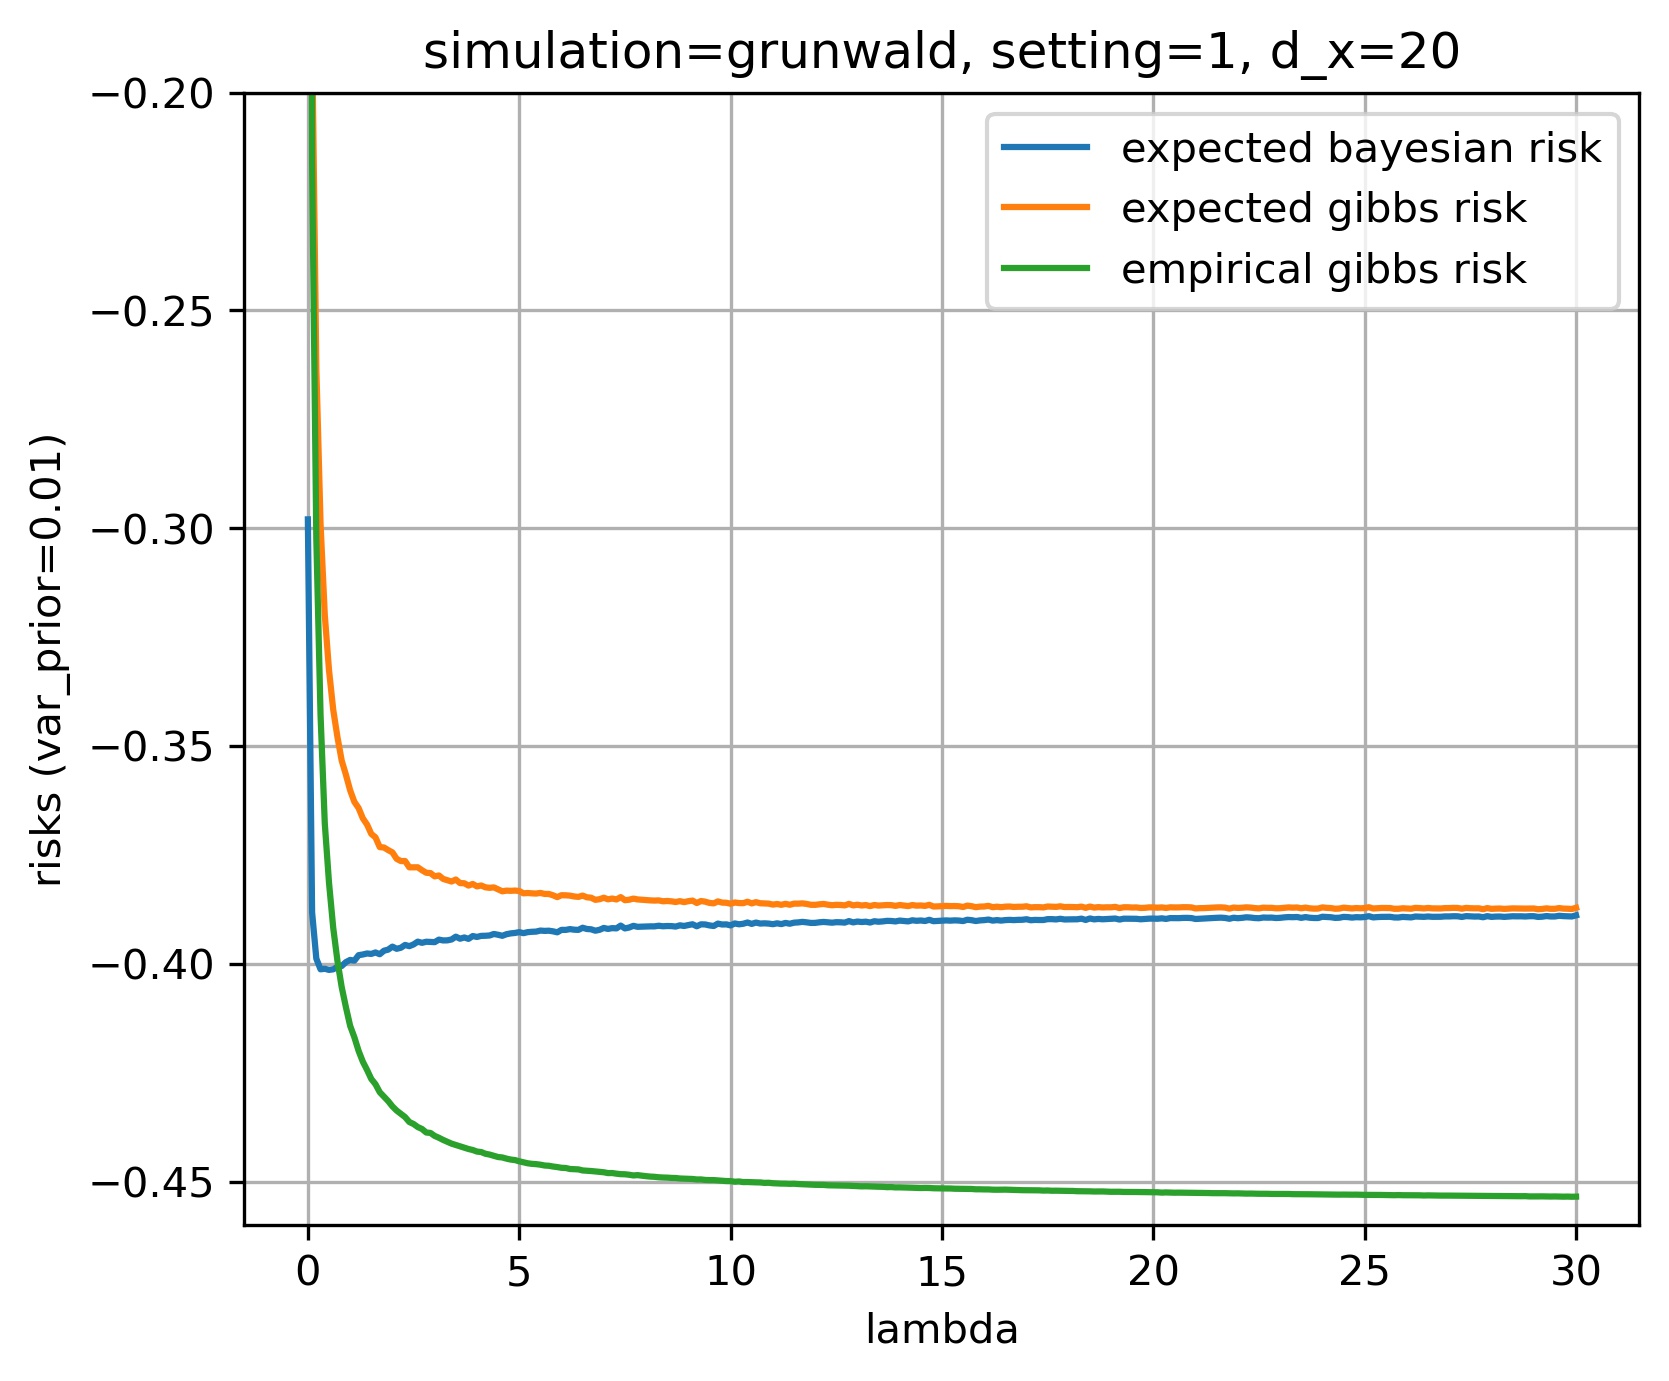 simulation=grunwald, setting=1, d_x=20
−0.20
−0.25
−0.30
−0.35
−0.40
−0.45
risks (var_prior=0.01)
expected bayesian risk
expected gibbs risk
empirical gibbs risk
0 5 10 15 20 25 30
lambda